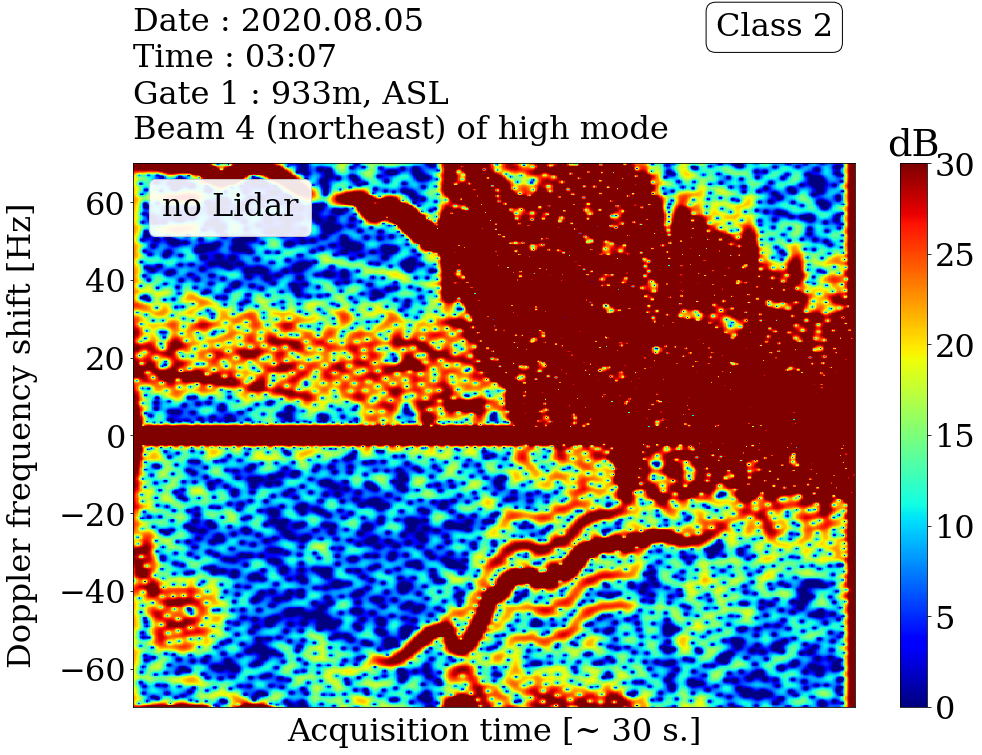 Date : 2020.08.05
Time : 03:07
Gate 1 : 933m, ASL
Beam 4 (northeast) of high mode
Class 2
dB
no Lidar
Doppler frequency shift [Hz]
60
40
20
0
−20
−40
−60
Acquisition time [~ 30 s.]
30
25
20
15
10
5
0